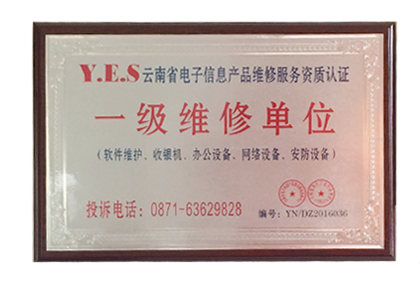 Y.E.S云南省电子信息产品维修服务资质认证
一级维修单位
(软件维护、收银机、办公设备、网络设备、安防设备)
投诉电话：0871-63629828
编号：YN/DZ2016036